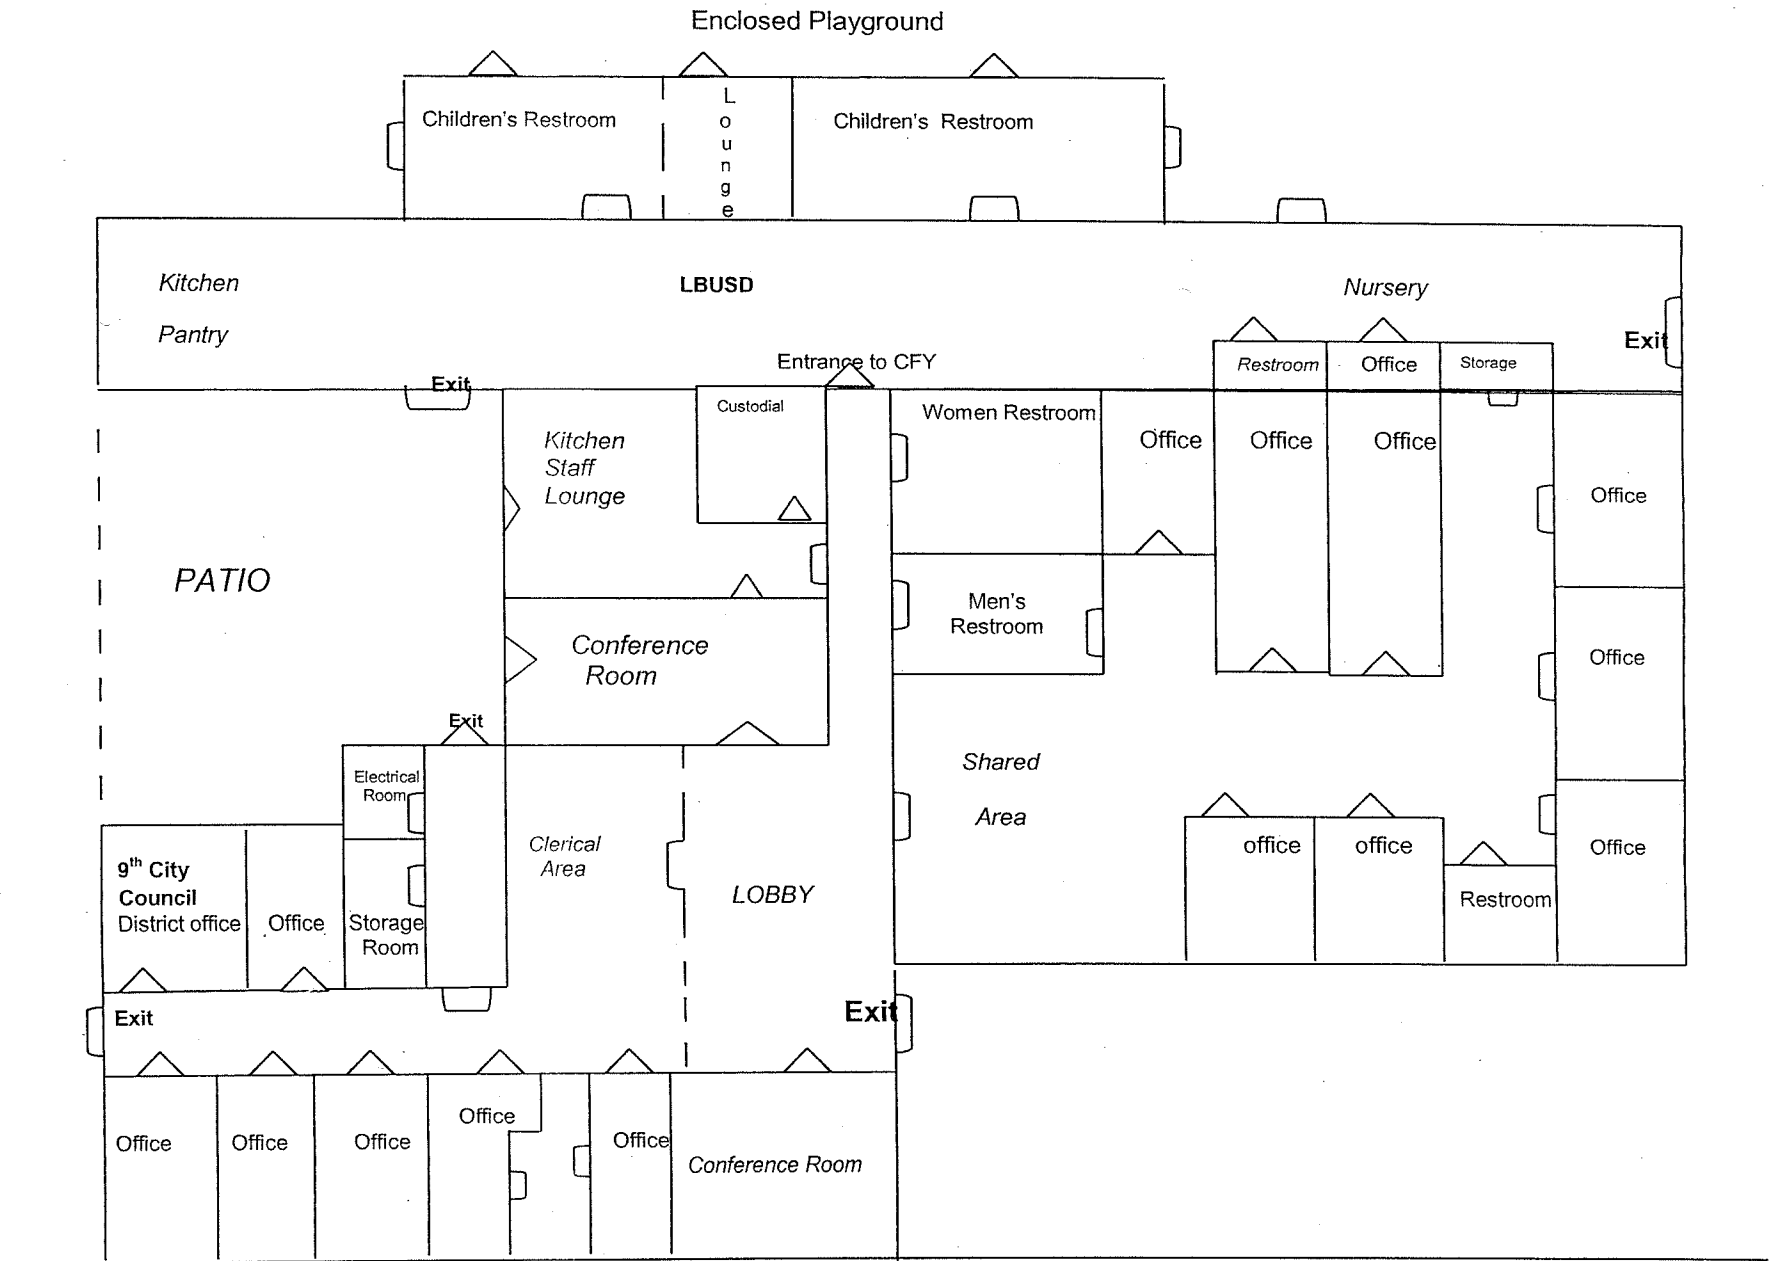 Enclosed Playground
Children's Restroom
L
o
u
n
g
e
Children's Restroom
Kitchen
Pantry
LBUSD
Nursery
Exit
Entrance to CFY
Restroom
Office
Storage
Exit
Custodial
Women Restroom
Kitchen
Staff
Lounge
Office
Office
Office
Office
PATIO
Men's
Restroom
Conference
Room
Office
Exit
Shared
Area
Electrical
Room
Clerical
Area
office
office
Office
9th City
Council
District office
Office
Storage
Room
LOBBY
Restroom
Exit
Exit
Office
Office
Office
Office
Office
Conference Room